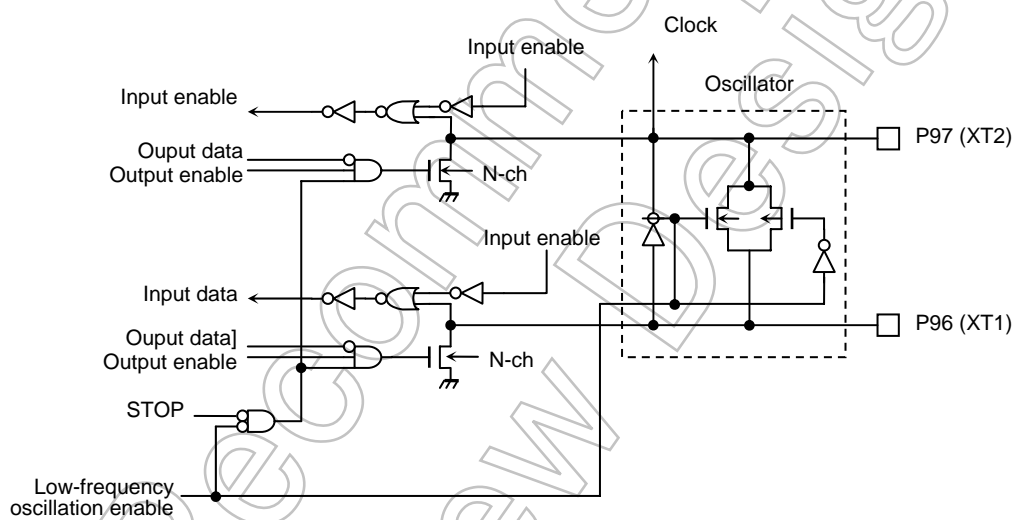 Clock
Input enable
Oscillator
Input enable
P97 (XT2)
Ouput data
Output enable
N-ch
Input enable
Input data
P96 (XT1)
Ouput data]
Output enable
N-ch
STOP
Low-frequency
oscillation enable